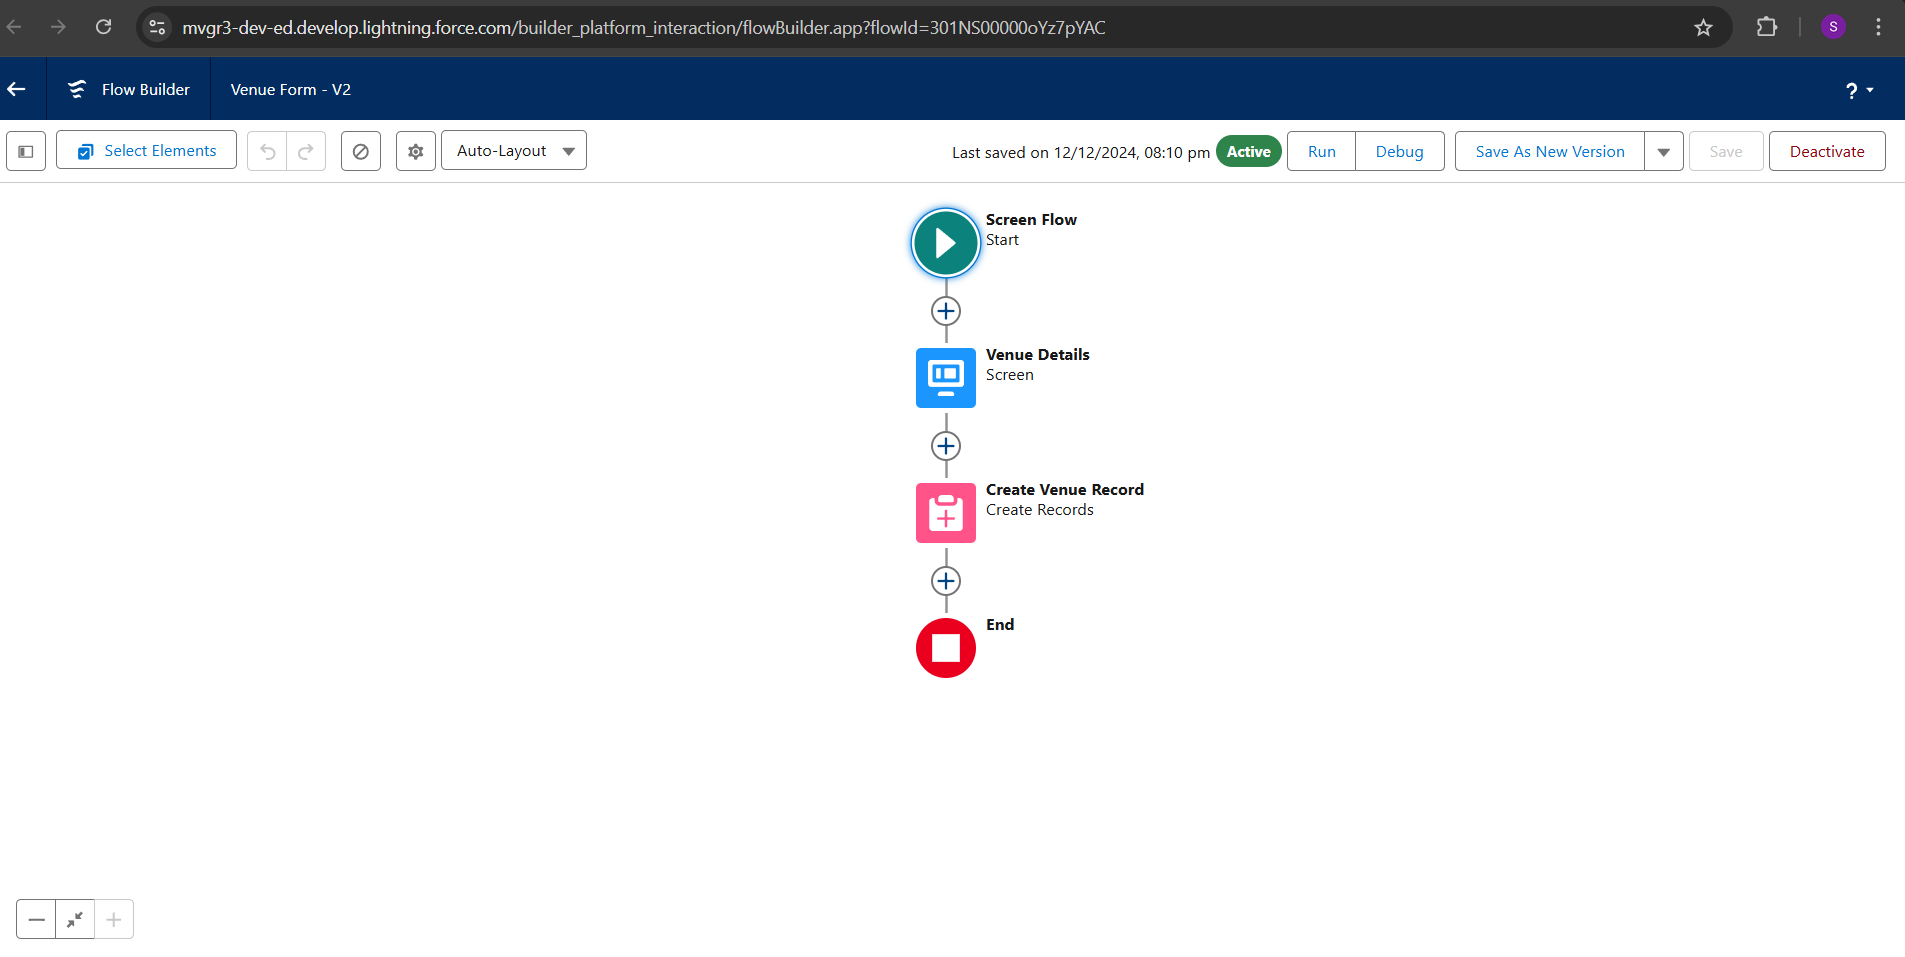 mvgr3-dev-ed.develop.lightning.force.com/builder_platform_interaction/flowBuilder.app?flowId=301NS00000oYz7pYAC
S
Flow Builder
Venue Form - V2
?
Select Elements
Auto-Layout
Last saved on 12/12/2024, 08:10 pm
Active
Run
Debug
Save As New Version
Save
Deactivate
Screen Flow
Start
Venue Details
Screen
Create Venue Record
Create Records
End